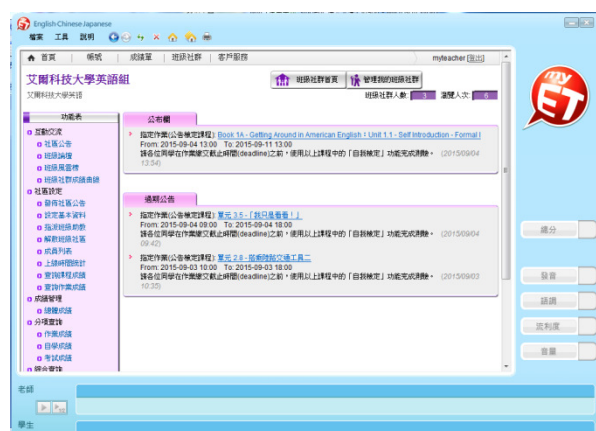 English Chinese Japanese
檔案 工具 說明
首頁 | 帳號 | 成績單 | 班級社群 | 客戶服務
myteacher [登出]
艾爾科技大學英語組
艾爾科技大學英語
班級社群首頁
管理我的班級社群
班級社群人數: 3 瀏覽人次: 6
功能表
互動交流
社區公告
班級論壇
班級風雲榜
班級社群成績曲線
社區設定
發佈社區公告
設定基本資料
指派班級助教
解散班級社區
成員列表
上線時間統計
查詢課程成績
查詢作業成績
成績管理
總體成績
分項查詢
作業成績
自學成績
考試成績
綜合查詢
公布欄
指定作業(公告檢定課程): Book 1A - Getting Around in American English : Unit 1.1 - Self Introduction - Formal I
From: 2015-09-04 13:00 To: 2015-09-11 13:00
請各位同學在作業繳交截止時間(deadline)之前，使用以上課程中的「自我檢定」功能完成測驗。 (2015/09/04
13:54)
過期公告
指定作業(公告檢定課程): 單元 3.5 -「我只是看看！」
From: 2015-09-04 09:00 To: 2015-09-04 18:00
請各位同學在作業繳交截止時間(deadline)之前，使用以上課程中的「自我檢定」功能完成測驗。 (2015/09/04
09:42)
指定作業(公告檢定課程): 單元 2.8 - 搭乘陸路交通工具二
From: 2015-09-03 10:00 To: 2015-09-03 18:00
請各位同學在作業繳交截止時間(deadline)之前，使用以上課程中的「自我檢定」功能完成測驗。 (2015/09/03
10:35)
my
ET
總分
發音
語調
流利度
音量
老師
學生